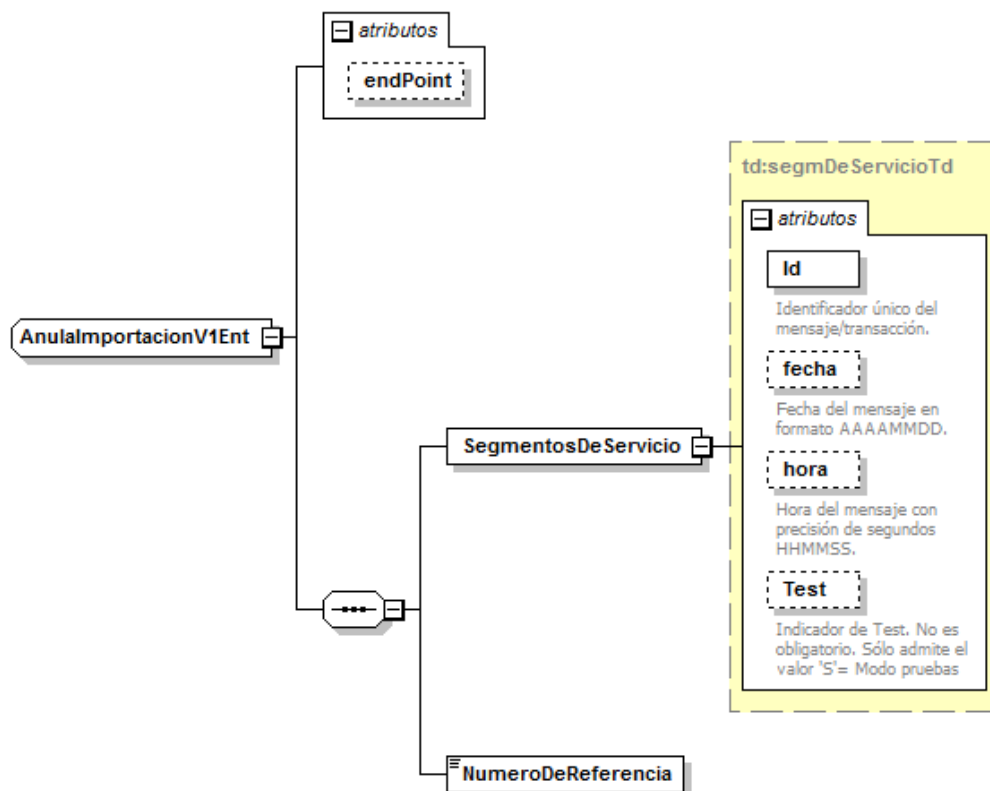 atributos
endPoint
AnulaImportacionV1Ent
td:segmDeServicioTd
atributos
Id
Identificador único del
mensaje/transacción.
fecha
Fecha del mensaje en
formato AAAAMMDD.
hora
Hora del mensaje con
precisión de segundos
HHMMSS.
Test
Indicador de Test. No es
obligatorio. Sólo admite el
valor 'S'= Modo pruebas
SegmentosDeServicio
NumeroDeReferencia